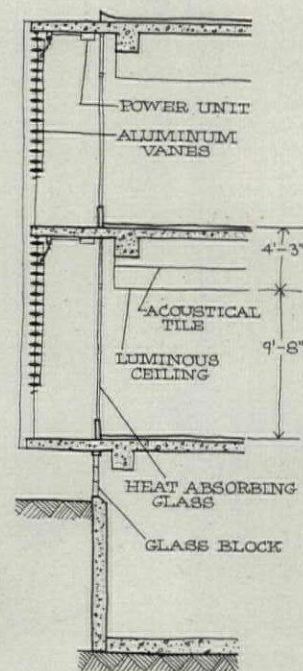 POWER UNIT
ALUMINUM
VANES
4'-3"
ACOUSTICAL
TILE
9'-8"
LUMINOUS
CEILING
HEAT ABSORBING
GLASS
GLASS BLOCK